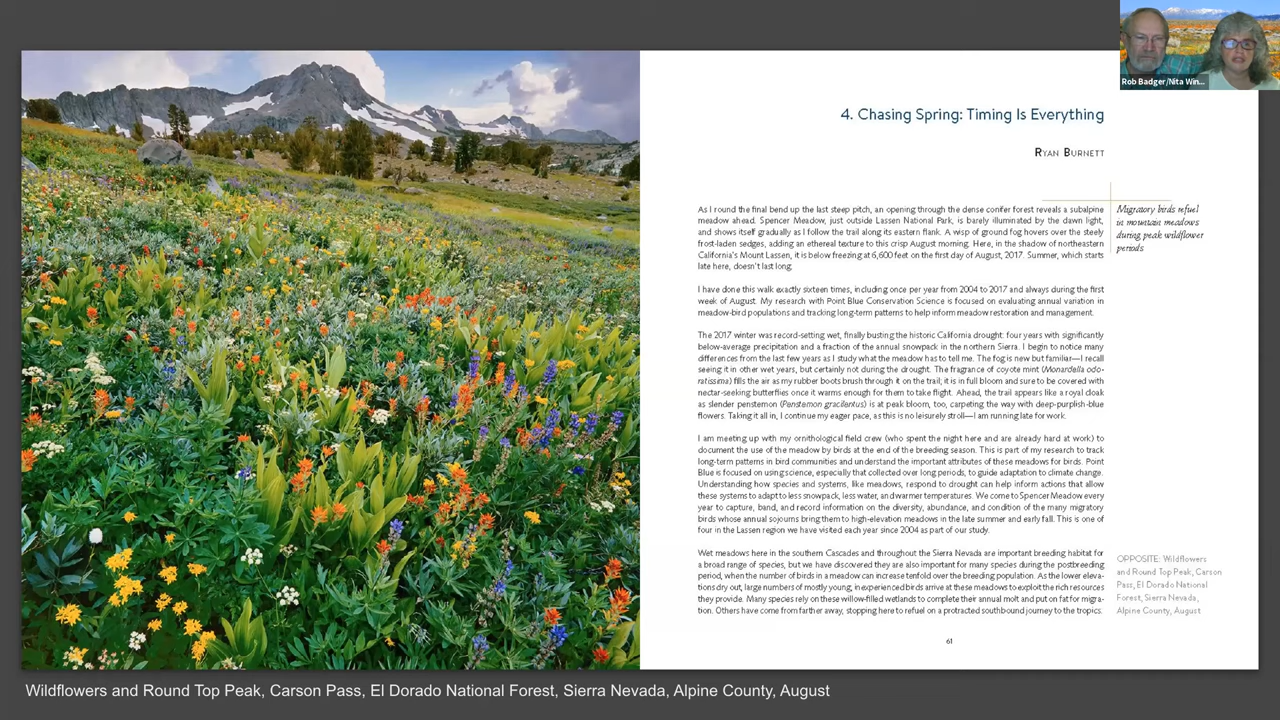 Rob Badger/Nita Win...
4. Chasing Spring: Timing Is Everything
Ryan Burnett
As I round the final bend up the last steep pitch, an opening through the dense conifer forest reveals a subalpine
meadow ahead. Spencer Meadow, just outside Lassen National Park, is barely illuminated by the dawn light,
and shows itself gradually as I follow the trail along its eastern flank. A wisp of ground fog hovers over the steely
frost-laden sedges, adding an ethereal texture to this crisp August morning. Here, in the shadow of northeastern
California's Mount Lassen, it is below freezing at 6,600 feet on the first day of August, 2017. Summer, which starts
late here, doesn't last long.
Migratory birds refuel
in mountain meadows
during peak wildflower
periods
I have done this walk exactly sixteen times, including once per year from 2004 to 2017 and always during the first
week of August. My research with Point Blue Conservation Science is focused on evaluating annual variation in
meadow-bird populations and tracking long-term patterns to help inform meadow restoration and management.
The 2017 winter was record-setting wet, finally busting the historic California drought: four years with significantly
below-average precipitation and a fraction of the annual snowpack in the northern Sierra. I begin to notice many
differences from the last few years as I study what the meadow has to tell me. The fog is new but familiar—I recall
seeing it in other wet years, but certainly not during the drought. The fragrance of coyote mint (Monardella odo-
ratissima) fills the air as my rubber boots brush through it on the trail; it is in full bloom and sure to be covered with
nectar-seeking butterflies once it warms enough for them to take flight. Ahead, the trail appears like a royal cloak
as slender penstemon (Penstemon gracilentus) is at peak bloom, too, carpeting the way with deep-purplish-blue
flowers. Taking it all in, I continue my eager pace, as this is no leisurely stroll—I am running late for work.
I am meeting up with my ornithological field crew (who spent the night here and are already hard at work) to
document the use of the meadow by birds at the end of the breeding season. This is part of my research to track
long-term patterns in bird communities and understand the important attributes of these meadows for birds. Point
Blue is focused on using science, especially that collected over long periods, to guide adaptation to climate change.
Understanding how species and systems, like meadows, respond to drought can help inform actions that allow
these systems to adapt to less snowpack, less water, and warmer temperatures. We come to Spencer Meadow every
year to capture, band, and record information on the diversity, abundance, and condition of the many migratory
birds whose annual sojourns bring them to high-elevation meadows in the late summer and early fall. This is one of
four in the Lassen region we have visited each year since 2004 as part of our study.
Wet meadows here in the southern Cascades and throughout the Sierra Nevada are important breeding habitat for
a broad range of species, but we have discovered they are also important for many species during the postbreeding
period, when the number of birds in a meadow can increase tenfold over the breeding population. As the lower eleva-
tions dry out, large numbers of mostly young, inexperienced birds arrive at these meadows to exploit the rich resources
they provide. Many species rely on these willow-filled wetlands to complete their annual molt and put on fat for migra-
tion. Others have come from farther away, stopping here to refuel on a protracted southbound journey to the tropics.
OPPOSITE: Wildflowers
and Round Top Peak, Carson
Pass, El Dorado National
Forest, Sierra Nevada,
Alpine County, August
61
Wildflowers and Round Top Peak, Carson Pass, El Dorado National Forest, Sierra Nevada, Alpine County, August